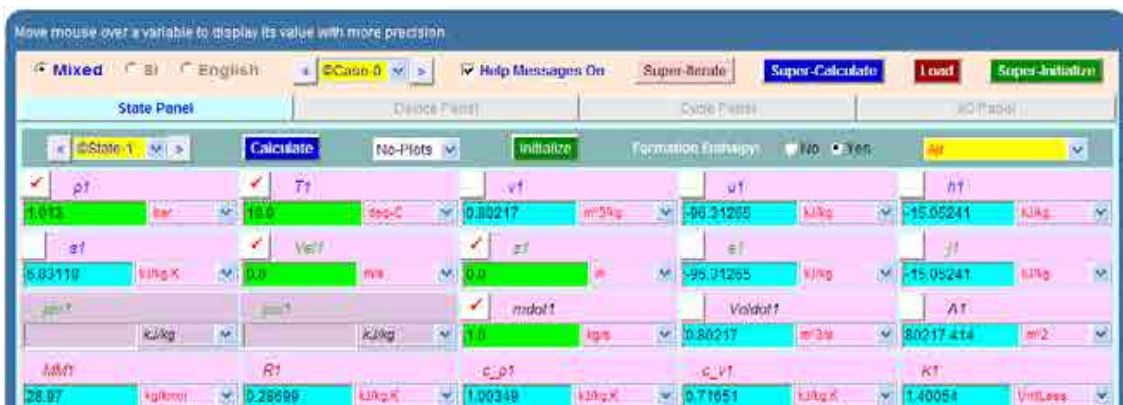 Move mouse over a variable to display its value with more precision
Mixed SI English < ©Case-0 > Help Messages On Super-Iterate Super-Calculate Load Super-Initialize
State Panel Device Panel Cycle Panel I/O Panel
< ©State-1 > Calculate No-Plots Initialize Formation Enthalpy: No Yes Air
p1 T1 v1 u1 h1
1.013 bar 10.0 deg-C 0.80217 m^3/kg -96.31265 kJ/kg -15.05241 kJ/kg
s1 Vel1 z1 e1 j1
6.83118 kJ/kg.K 0.0 m/s 0.0 m -96.31265 kJ/kg -15.05241 kJ/kg
mdot1 Voldot1 A1
kJ/kg kJ/kg 1.0 kg/s 0.80217 m^3/s 80217.414 m^2
MM1 R1 c_p1 c_v1 K1
28.97 kg/kmol 0.28699 kJ/kg.K 1.00349 kJ/kg.K 0.71651 kJ/kg.K 1.40054 UnitLess